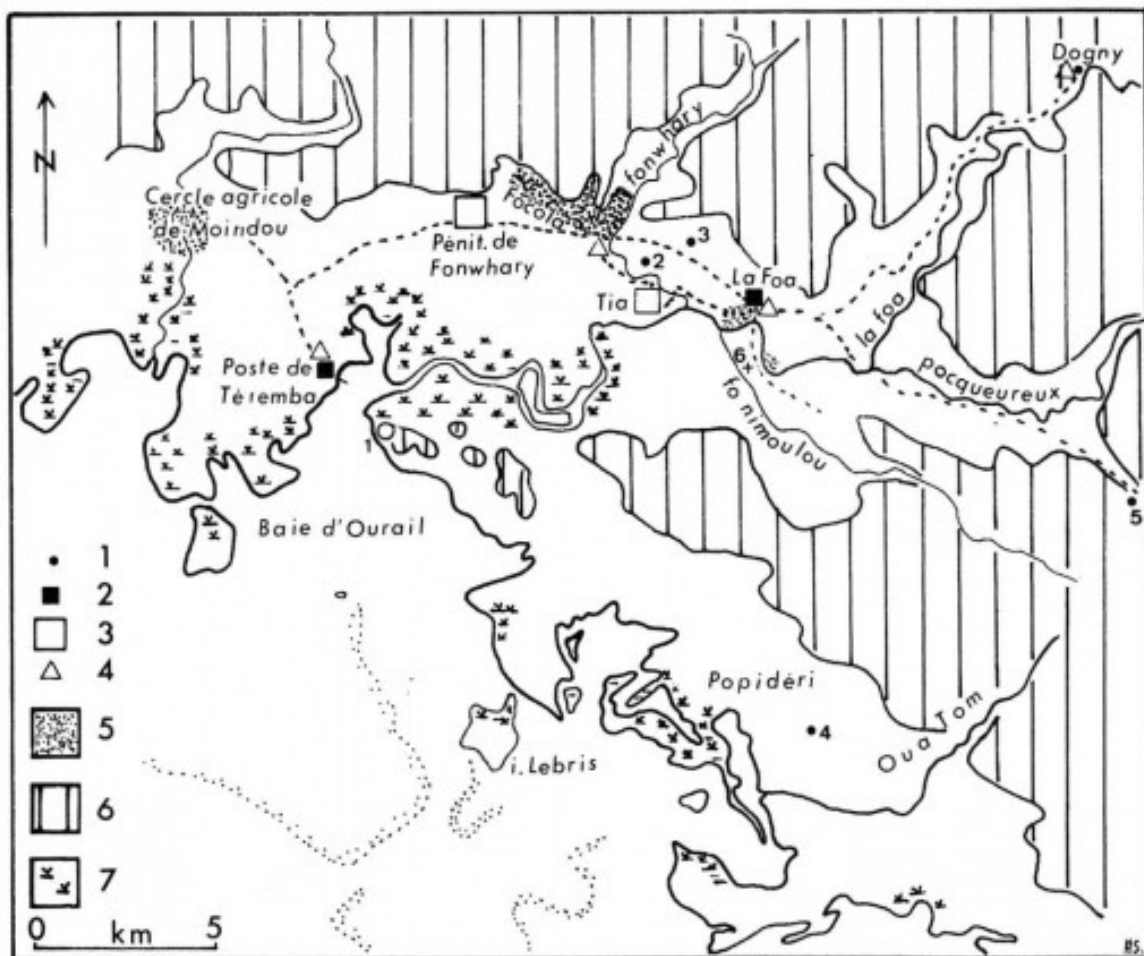 Dogny
N
fonwhary
Cercle agricole
de Moindou
Focola
3
Pénit. de
Fonwhary
2
La Foa
Tia
la foa
6
Poste de
Téremba
pocqueureux
fo nimoulou
1
5
Baie d'Ourail
1
2
3
4
Popidéri
4
Oua Tom
5
i. Lebris
6
7
0 5
km